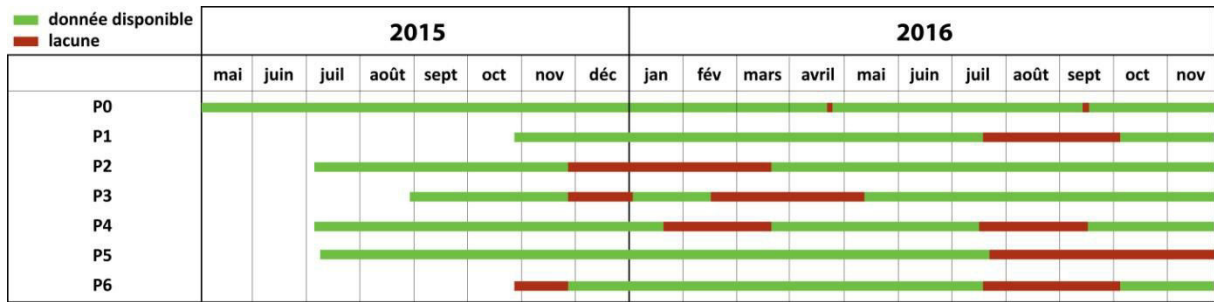 donnée disponible
lacune
2015 2016
mai juin juil août sept oct nov déc jan fév mars avril mai juin juil août sept oct nov
P0
P1
P2
P3
P4
P5
P6